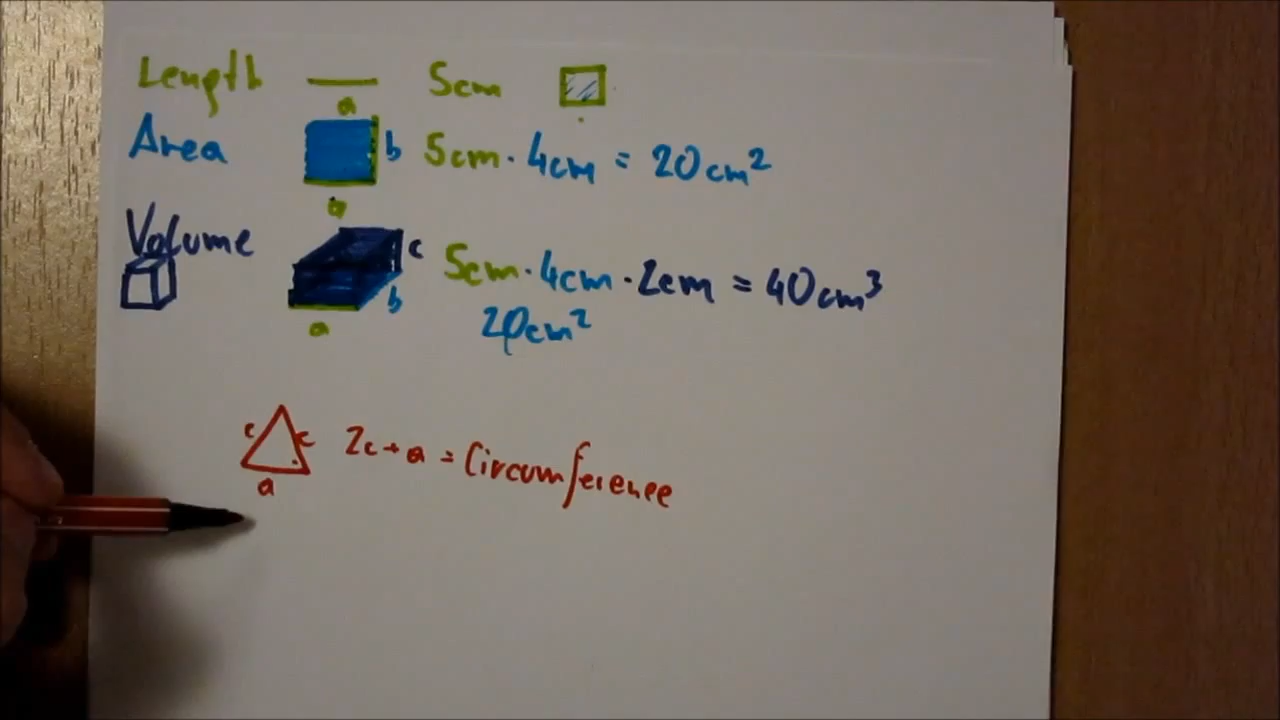 Length a 5cm
Area b 5cm · 4cm = 20cm²
a
Volume c 5cm · 4cm · 2cm = 40cm³
b
a 20cm²
c c 2c + a = Circumference
a